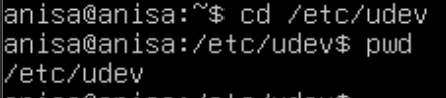 anisa@anisa:~$ cd /etc/udev
anisa@anisa:/etc/udev$ pwd
/etc/udev